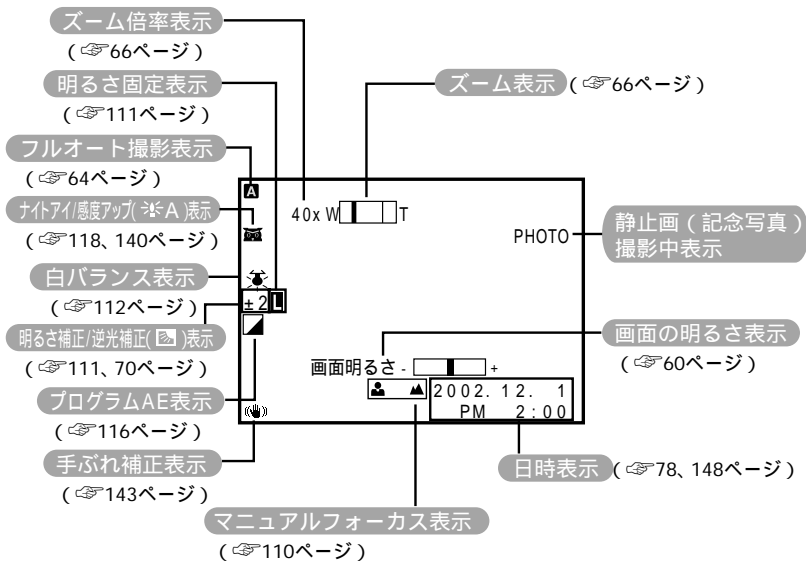 ズーム倍率表示
（☞66ページ）
明るさ固定表示
（☞111ページ）
フルオート撮影表示
（☞64ページ）
ナイトアイ/感度アップ( A )表示
（☞118、140ページ）
白バランス表示
（☞112ページ）
明るさ補正/逆光補正( )表示
（☞111、70ページ）
プログラムAE表示
（☞116ページ）
手ぶれ補正表示
（☞143ページ）
マニュアルフォーカス表示
（☞110ページ）
ズーム表示（☞66ページ）
静止画（記念写真）
撮影中表示
画面の明るさ表示
（☞60ページ）
日時表示（☞78、148ページ）
A
40x W T
PHOTO
±2 L
画面明るさ - +
2002.12. 1
PM 2:00